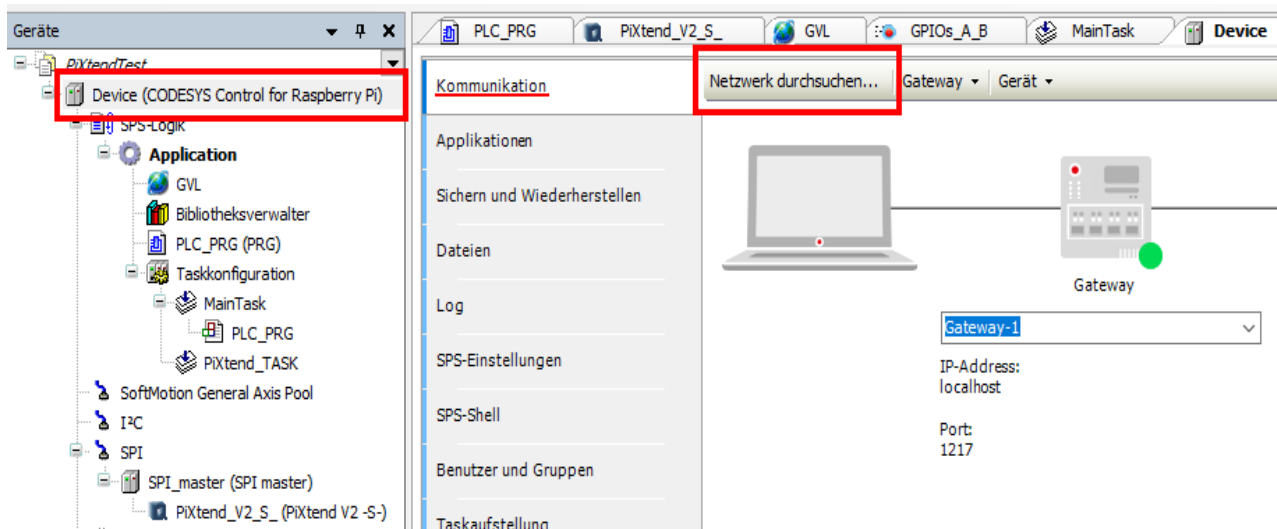 Geräte
PiXtendTest
Device (CODESYS Control for Raspberry Pi)
SPS-Logik
Application
GVL
Bibliotheksverwalter
PLC_PRG (PRG)
Taskkonfiguration
MainTask
PLC_PRG
PiXtend_TASK
SoftMotion General Axis Pool
I²C
SPI
SPI_master (SPI master)
PiXtend_V2_S_ (PiXtend V2 -S-)
PLC_PRG PiXtend_V2_S_ GVL GPIOs_A_B MainTask Device
Kommunikation
Applikationen
Sichern und Wiederherstellen
Dateien
Log
SPS-Einstellungen
SPS-Shell
Benutzer und Gruppen
Taskaufstellung
Netzwerk durchsuchen... Gateway Gerät
Gateway
Gateway-1
IP-Address:
localhost
Port:
1217